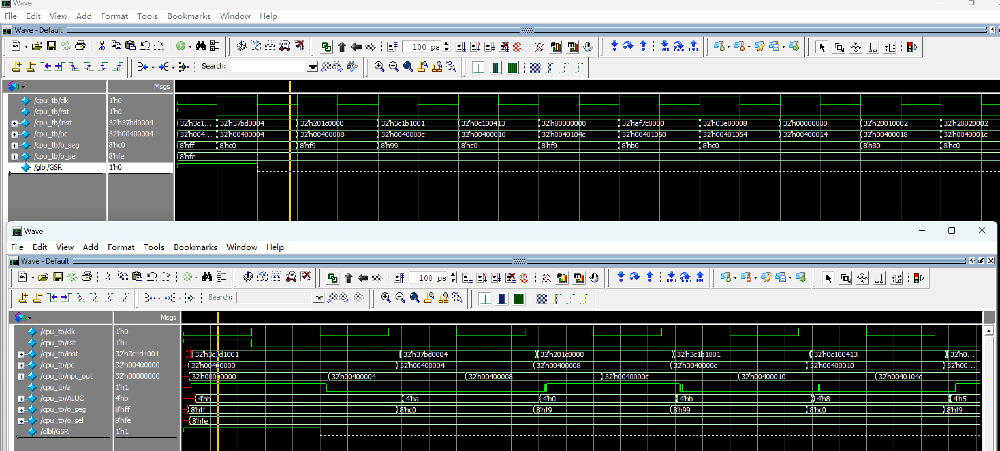 Wave
File Edit View Add Format Tools Bookmarks Window Help
Wave - Default
100 ps
Search:
Msgs
/cpu_tb/clk 1'h0
/cpu_tb/rst 1'h0
/cpu_tb/inst 32'h37bd0004 32'h3c1... 32'h37bd0004 32'h201c0000 32'h3c1b1001 32'h0c100413 32'h00000000 32'haf7c0000 32'h03e00008 32'h00000000 32'h20010002 32'h20020002
/cpu_tb/pc 32'h00400004 32'h004... 32'h00400004 32'h00400008 32'h0040000c 32'h00400010 32'h0040104c 32'h00401050 32'h00401054 32'h00400014 32'h00400018 32'h0040001c
/cpu_tb/o_seg 8'hc0 8'hff 8'hc0 8'hf9 8'h99 8'hc0 8'hf9 8'hb0 8'hc0 8'h80 8'hc0
/cpu_tb/o_sel 8'hfe 8'hfe
/glbl/GSR 1'h0
Wave
File Edit View Add Format Tools Bookmarks Window Help
Wave - Default
100 ps
Search:
Msgs
/cpu_tb/clk 1'h0
/cpu_tb/rst 1'h1
/cpu_tb/inst 32'h3c1d1001 32'h3c1d1001 32'h37bd0004 32'h201c0000 32'h3c1b1001 32'h0c100413 32'h0...
/cpu_tb/pc 32'h00400000 32'h00400000 32'h00400004 32'h00400008 32'h0040000c 32'h00400010 32'h00...
/cpu_tb/npc_out 32'h00000000 32'h00000000 32'h00400004 32'h00400008 32'h0040000c 32'h00400010 32'h0040104c
/cpu_tb/z 1'h1
/cpu_tb/ALUC 4'hb 4'hb 4'ha 4'h0 4'hb 4'h8 4'h5
/cpu_tb/o_seg 8'hff 8'hff 8'hc0 8'hf9 8'h99 8'hc0 8'hf9
/cpu_tb/o_sel 8'hfe 8'hfe
/glbl/GSR 1'h1